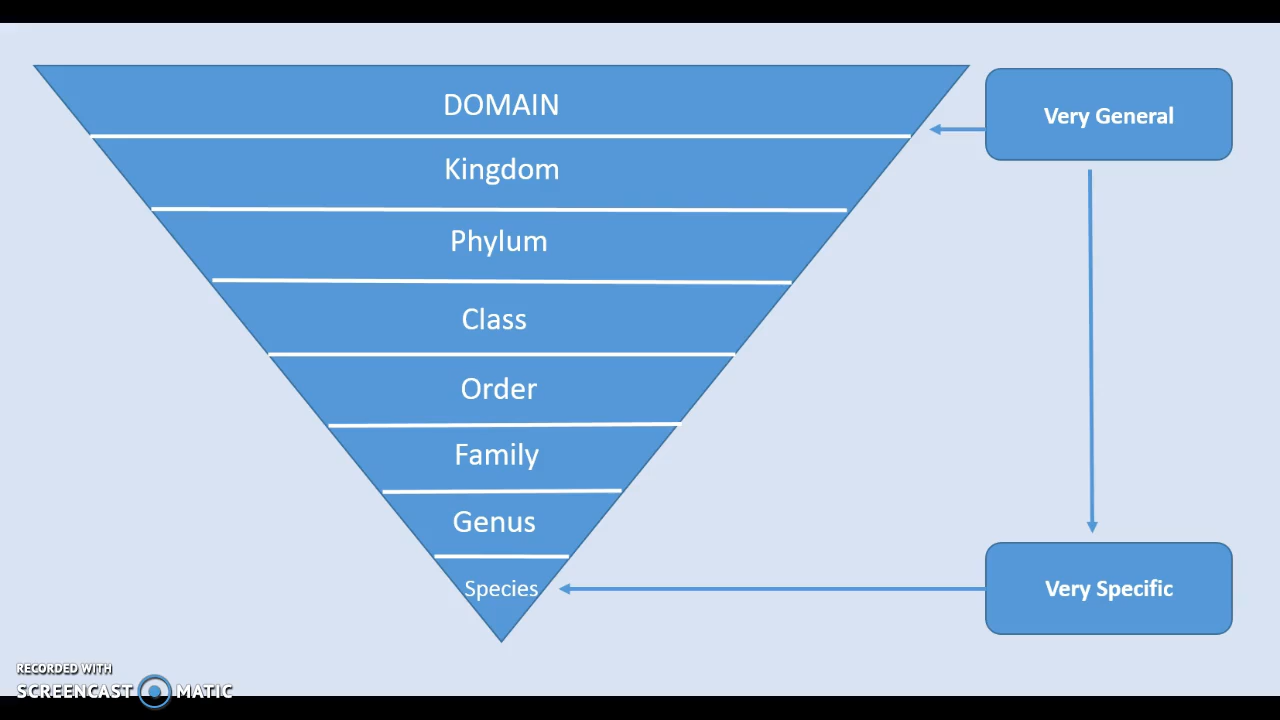 DOMAIN
Very General
Kingdom
Phylum
Class
Order
Family
Genus
Species
Very Specific
RECORDED WITH
SCREENCAST MATIC